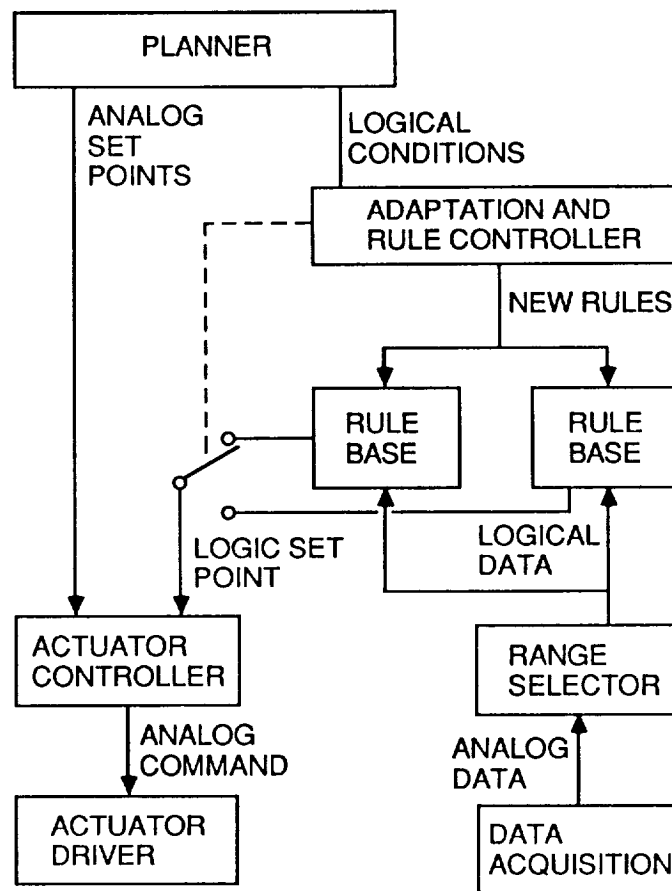 PLANNER
ANALOG
SET
POINTS
LOGICAL
CONDITIONS
ADAPTATION AND
RULE CONTROLLER
NEW RULES
RULE
BASE
RULE
BASE
LOGIC SET
POINT
LOGICAL
DATA
ACTUATOR
CONTROLLER
RANGE
SELECTOR
ANALOG
COMMAND
ANALOG
DATA
ACTUATOR
DRIVER
DATA
ACQUISITION